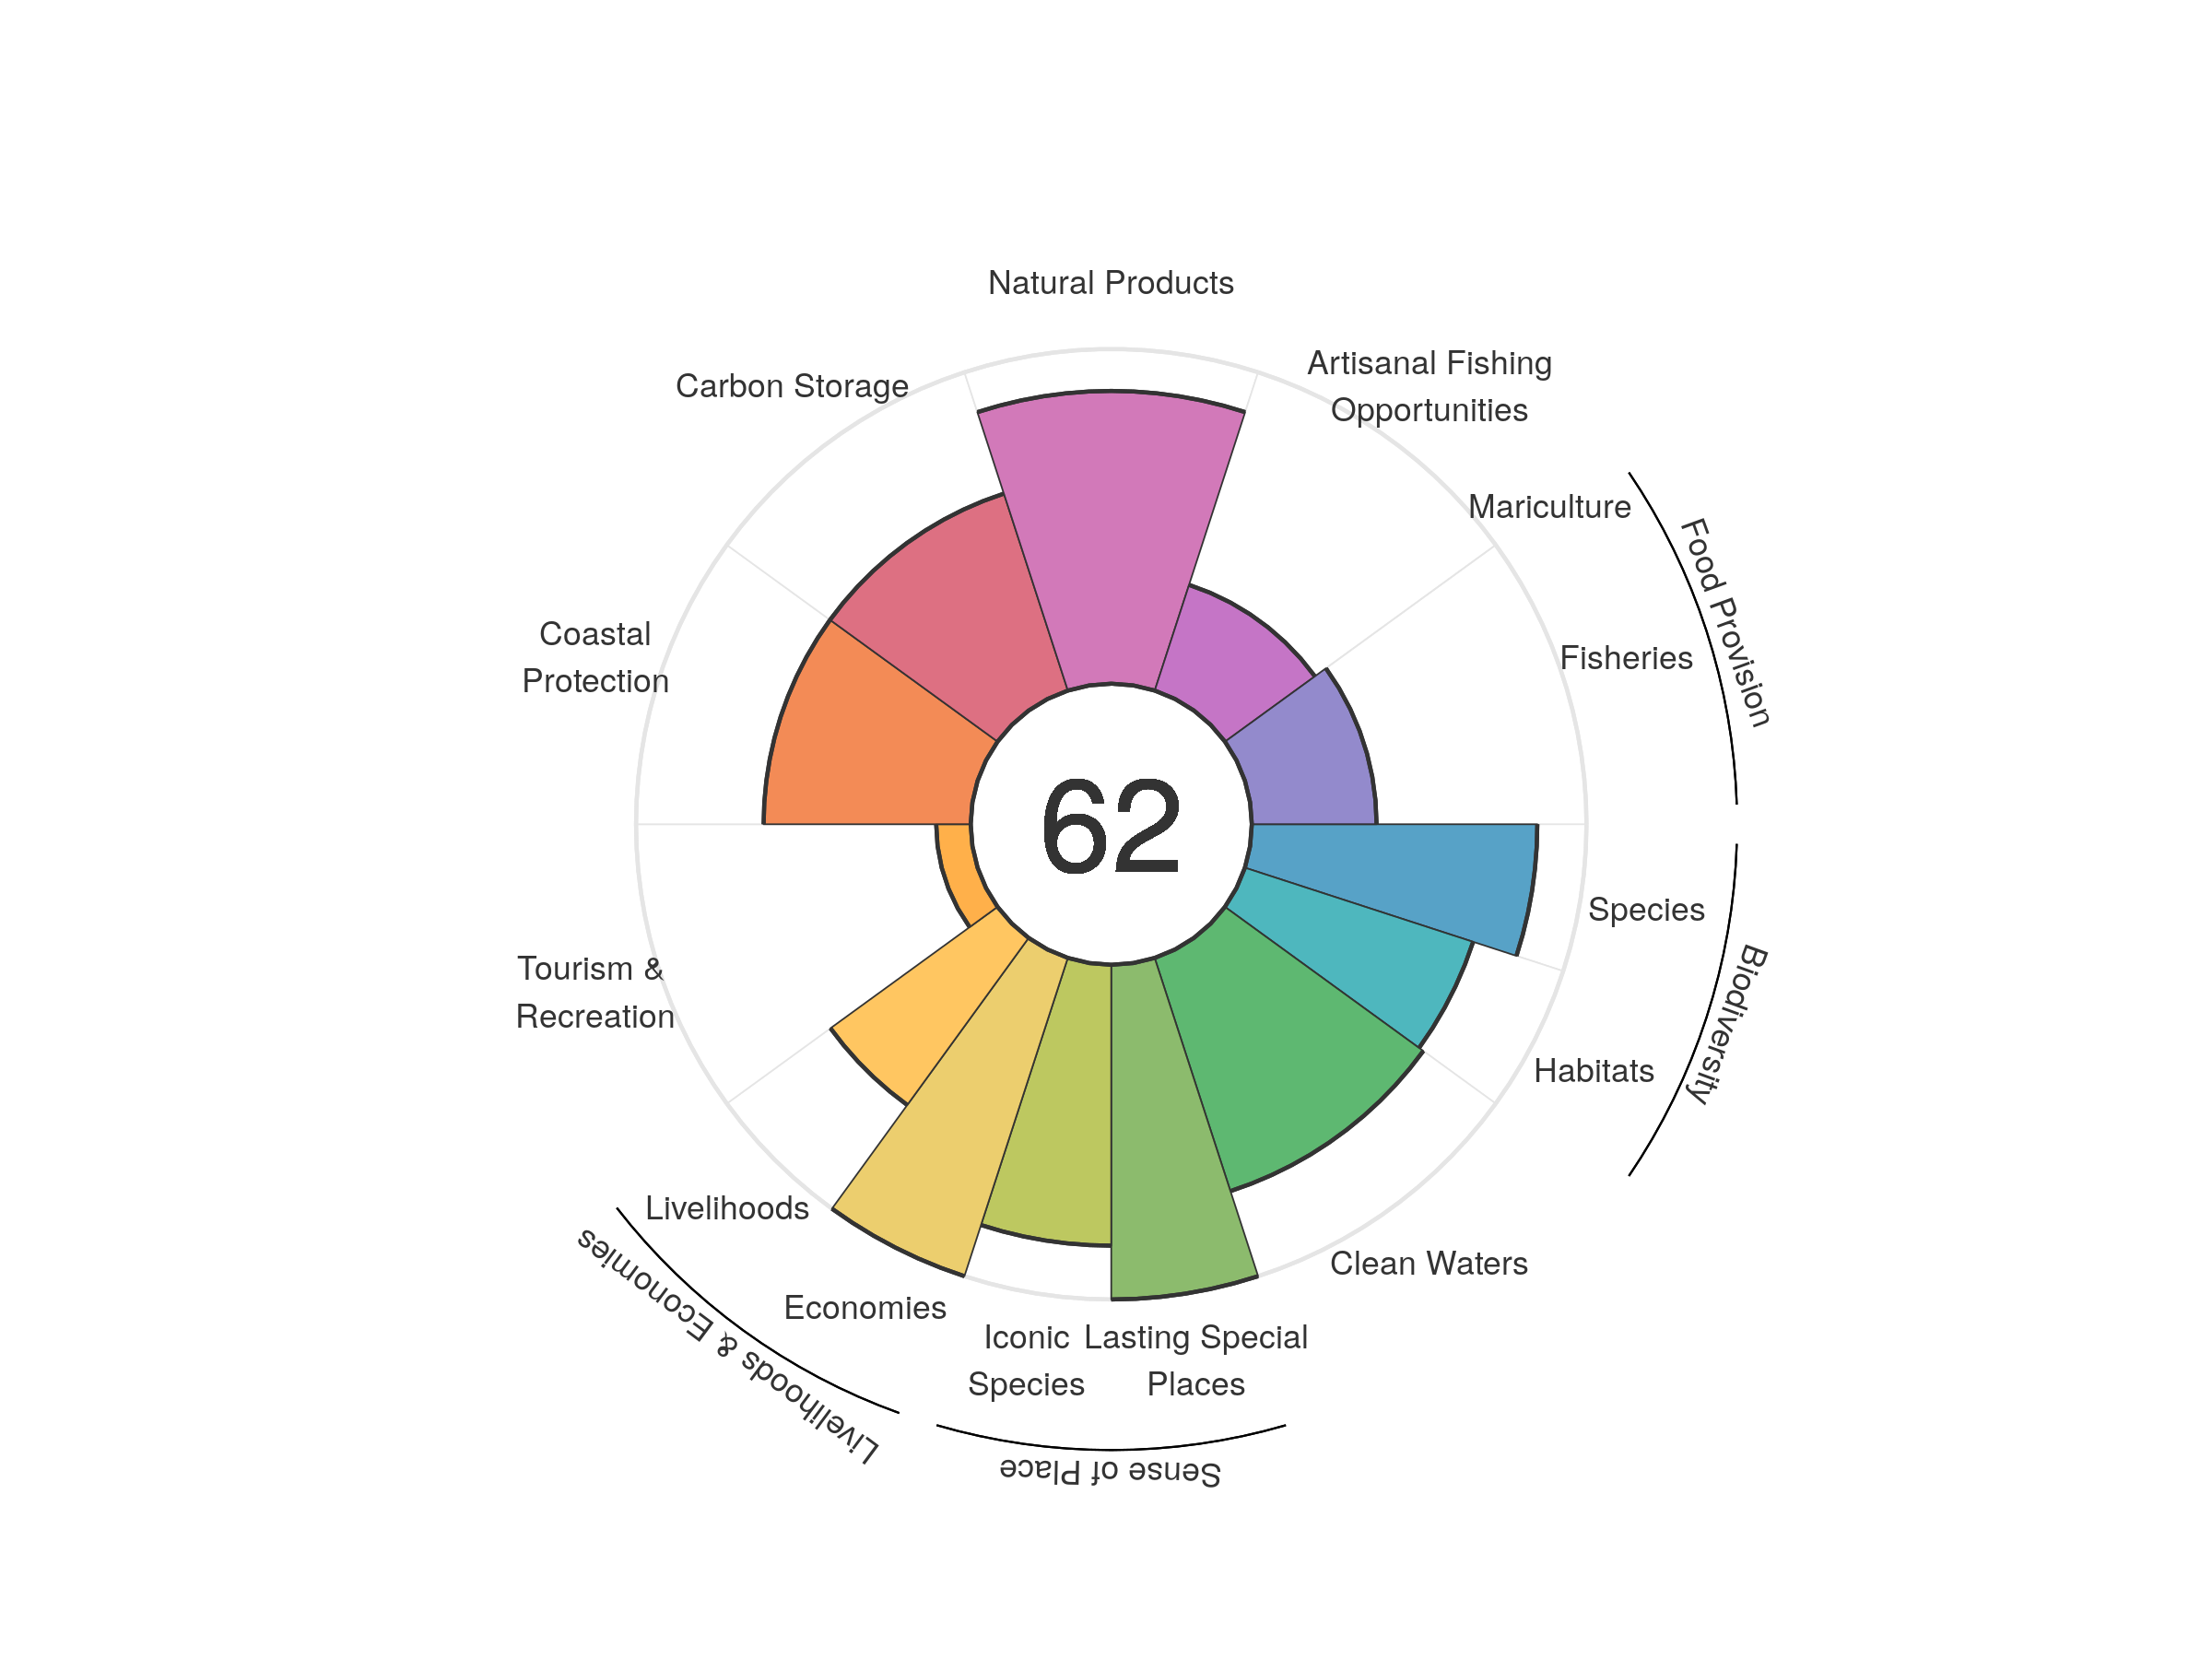 Natural Products
Artisanal Fishing
Opportunities
Carbon Storage
Mariculture
Food Provision
Fisheries
Coastal
Protection
62
Species
Biodiversity
Habitats
Tourism &
Recreation
Livelihoods
Clean Waters
Economies
Livelihoods & Economies
Iconic
Species
Lasting Special
Places
Sense of Place